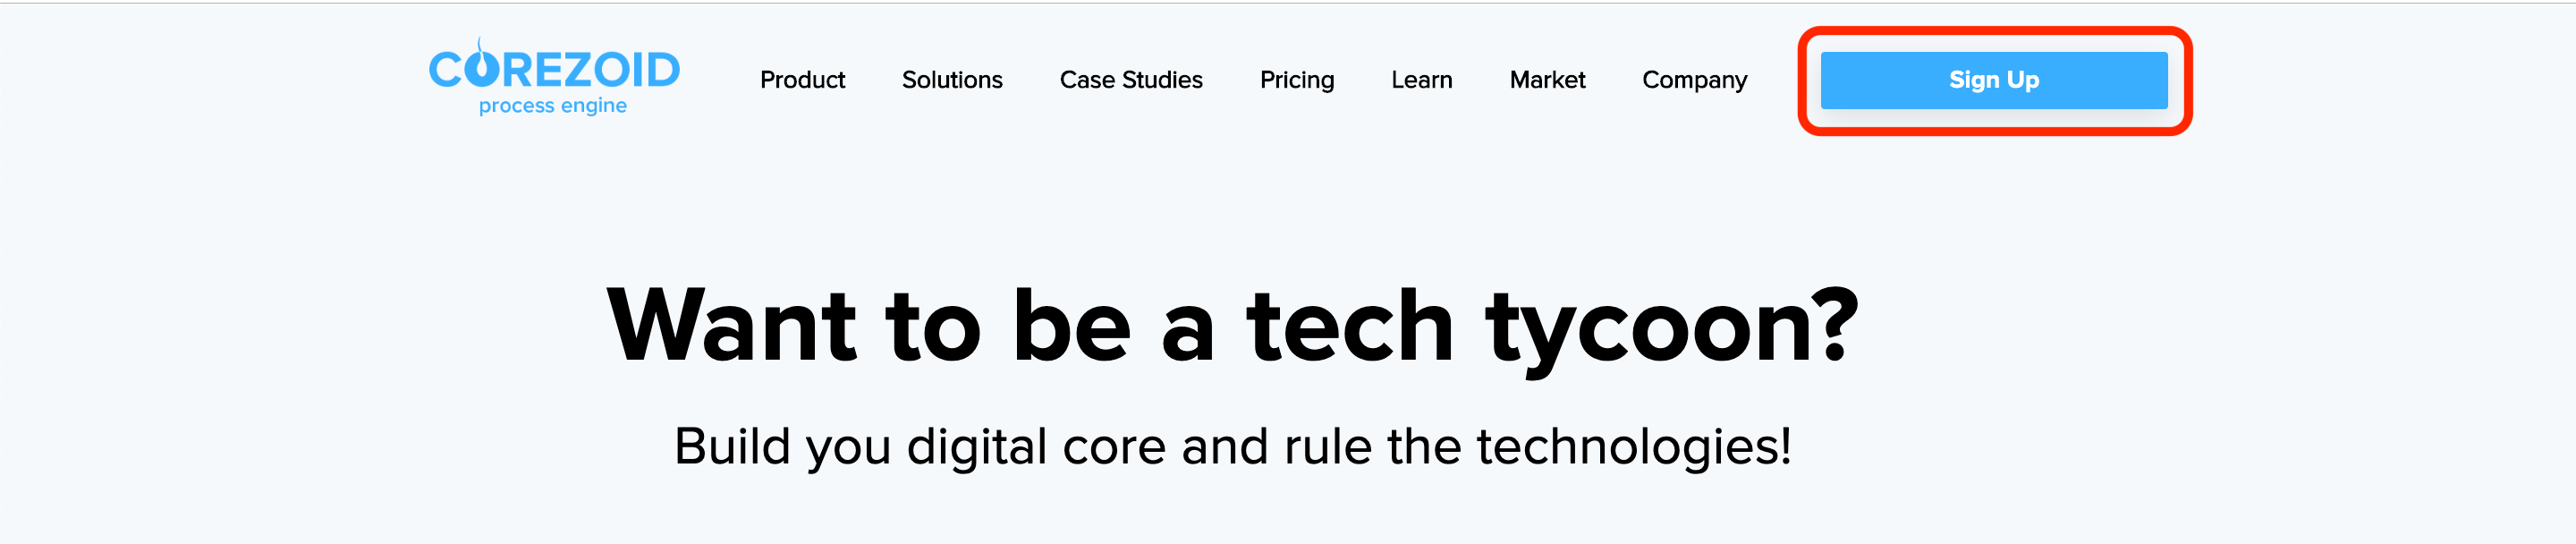 COREZOID
process engine
Product Solutions Case Studies Pricing Learn Market Company Sign Up
Want to be a tech tycoon?
Build you digital core and rule the technologies!